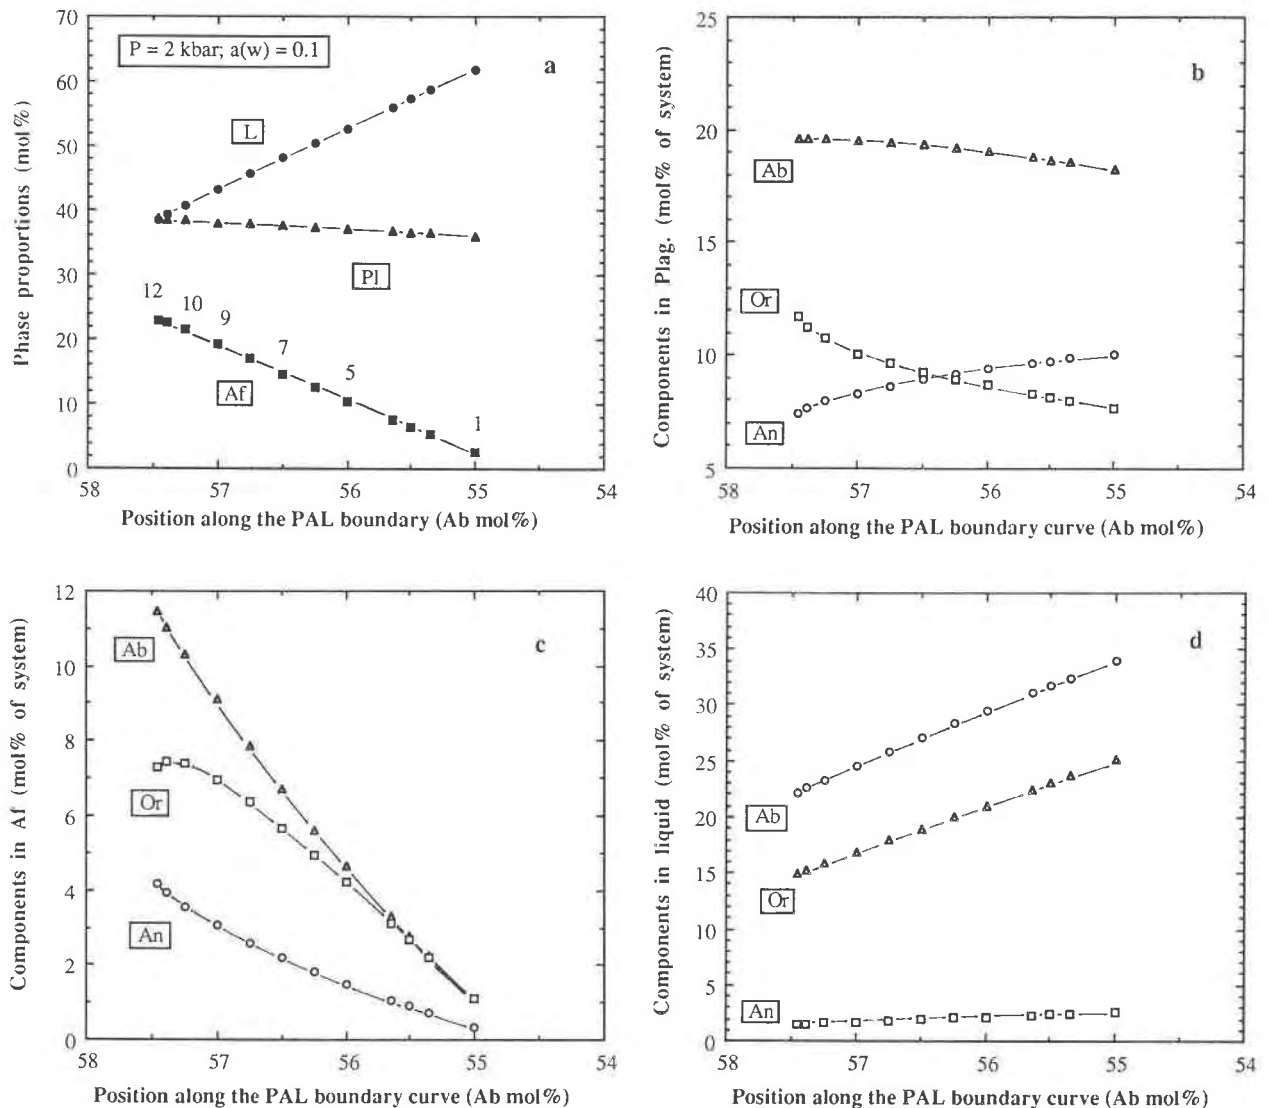 Phase proportions (mol%)
70
60
50
40
30
20
10
0
P = 2 kbar; a(w) = 0.1
a
L
Pl
12
10
9
7
5
1
Af
58
57
56
55
54
Position along the PAL boundary (Ab mol%)
Components in Plag. (mol% of system)
25
20
15
10
5
b
Ab
Or
An
58
57
56
55
54
Position along the PAL boundary curve (Ab mol%)
Components in Af (mol% of system)
12
10
8
6
4
2
0
c
Ab
Or
An
58
57
56
55
54
Position along the PAL boundary curve (Ab mol%)
Components in liquid (mol% of system)
40
35
30
25
20
15
10
5
0
d
Ab
Or
An
58
57
56
55
54
Position along the PAL boundary curve (Ab mol%)